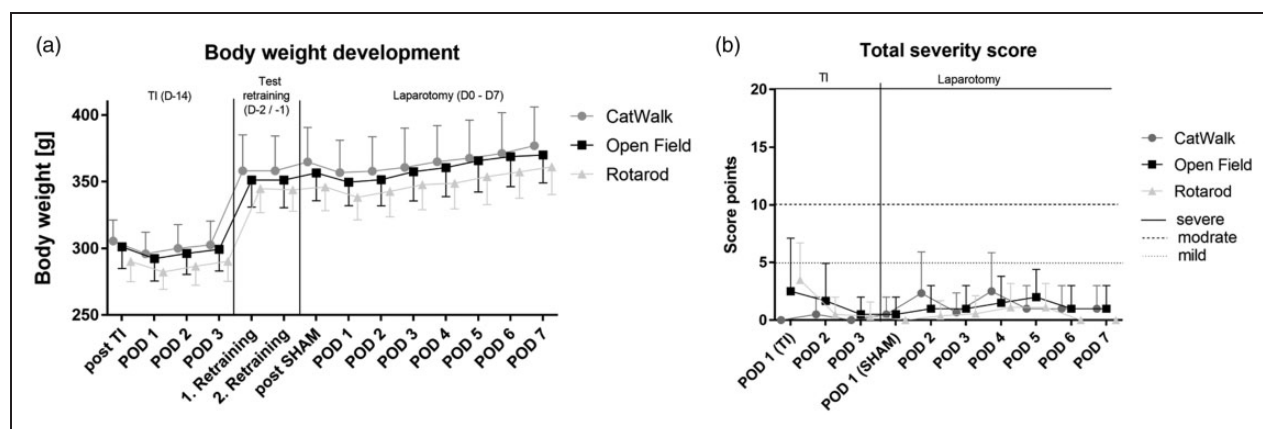 (a)
Body weight development
TI (D-14)
Test
retraining
(D-2 / -1)
Laparotomy (D0 - D7)
Body weight [g]
400
350
300
250
post TI
POD 1
POD 2
POD 3
1. Retraining
2. Retraining
post SHAM
POD 1
POD 2
POD 3
POD 4
POD 5
POD 6
POD 7
CatWalk
Open Field
Rotarod
(b)
Total severity score
TI
Laparotomy
Score points
20
15
10
5
0
POD 1 (TI)
POD 2
POD 3
POD 1 (SHAM)
POD 2
POD 3
POD 4
POD 5
POD 6
POD 7
CatWalk
Open Field
Rotarod
severe
modrate
mild